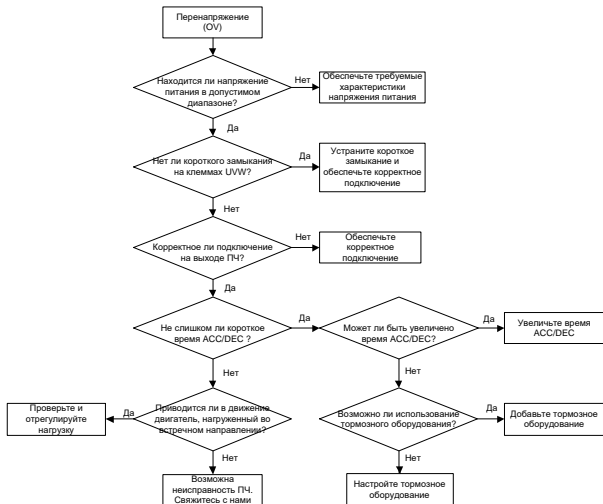 Перенапряжение
(OV)
Находится ли напряжение
питания в допустимом
диапазоне?
Нет
Обеспечьте требуемые
характеристики
напряжения питания
Да
Нет ли короткого замыкания
на клеммах UVW?
Да
Устраните короткое
замыкание и
обеспечьте корректное
подключение
Нет
Корректное ли подключение
на выходе ПЧ?
Нет
Обеспечьте
корректное
подключение
Да
Не слишком ли короткое
время ACC/DEC ?
Да
Может ли быть увеличено
время ACC/DEC?
Да
Увеличьте время
ACC/DEC
Нет
Нет
Проверьте и
отрегулируйте
нагрузку
Да
Приводится ли в движение
двигатель, нагруженный во
встречном направлении?
Возможно ли использование
тормозного оборудования?
Да
Добавьте тормозное
оборудование
Нет
Нет
Возможна
неисправность ПЧ.
Свяжитесь с нами
Настройте тормозное
оборудование